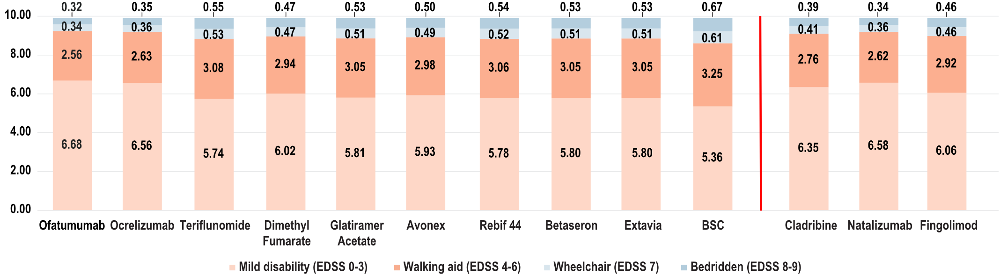 0.32 0.35 0.55 0.47 0.53 0.50 0.54 0.53 0.53 0.67 0.39 0.34 0.46
10.00
0.34 0.36 0.53 0.47 0.51 0.49 0.52 0.51 0.51 0.61 0.41 0.36 0.46
8.00
2.56 2.63 3.08 2.94 3.05 2.98 3.06 3.05 3.05 3.25 2.76 2.62 2.92
6.00
4.00
6.68 6.56 5.74 6.02 5.81 5.93 5.78 5.80 5.80 5.36 6.35 6.58 6.06
2.00
0.00
Ofatumumab Ocrelizumab Teriflunomide Dimethyl Glatiramer Avonex Rebif 44 Betaseron Extavia BSC Cladribine Natalizumab Fingolimod
Fumarate Acetate
Mild disability (EDSS 0-3) Walking aid (EDSS 4-6) Wheelchair (EDSS 7) Bedridden (EDSS 8-9)